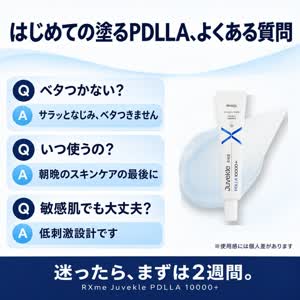 はじめての塗るPDLLA、よくある質問
Q ベタつかない?
A サラッとなじみ、ベタつきません
Q いつ使うの?
A 朝晩のスキンケアの最後に
Q 敏感肌でも大丈夫?
A 低刺激設計です
Juvekle
PDLLA 10000+
※使用感には個人差があります
迷ったら、まずは2週間。
RXme Juvekle PDLLA 10000+